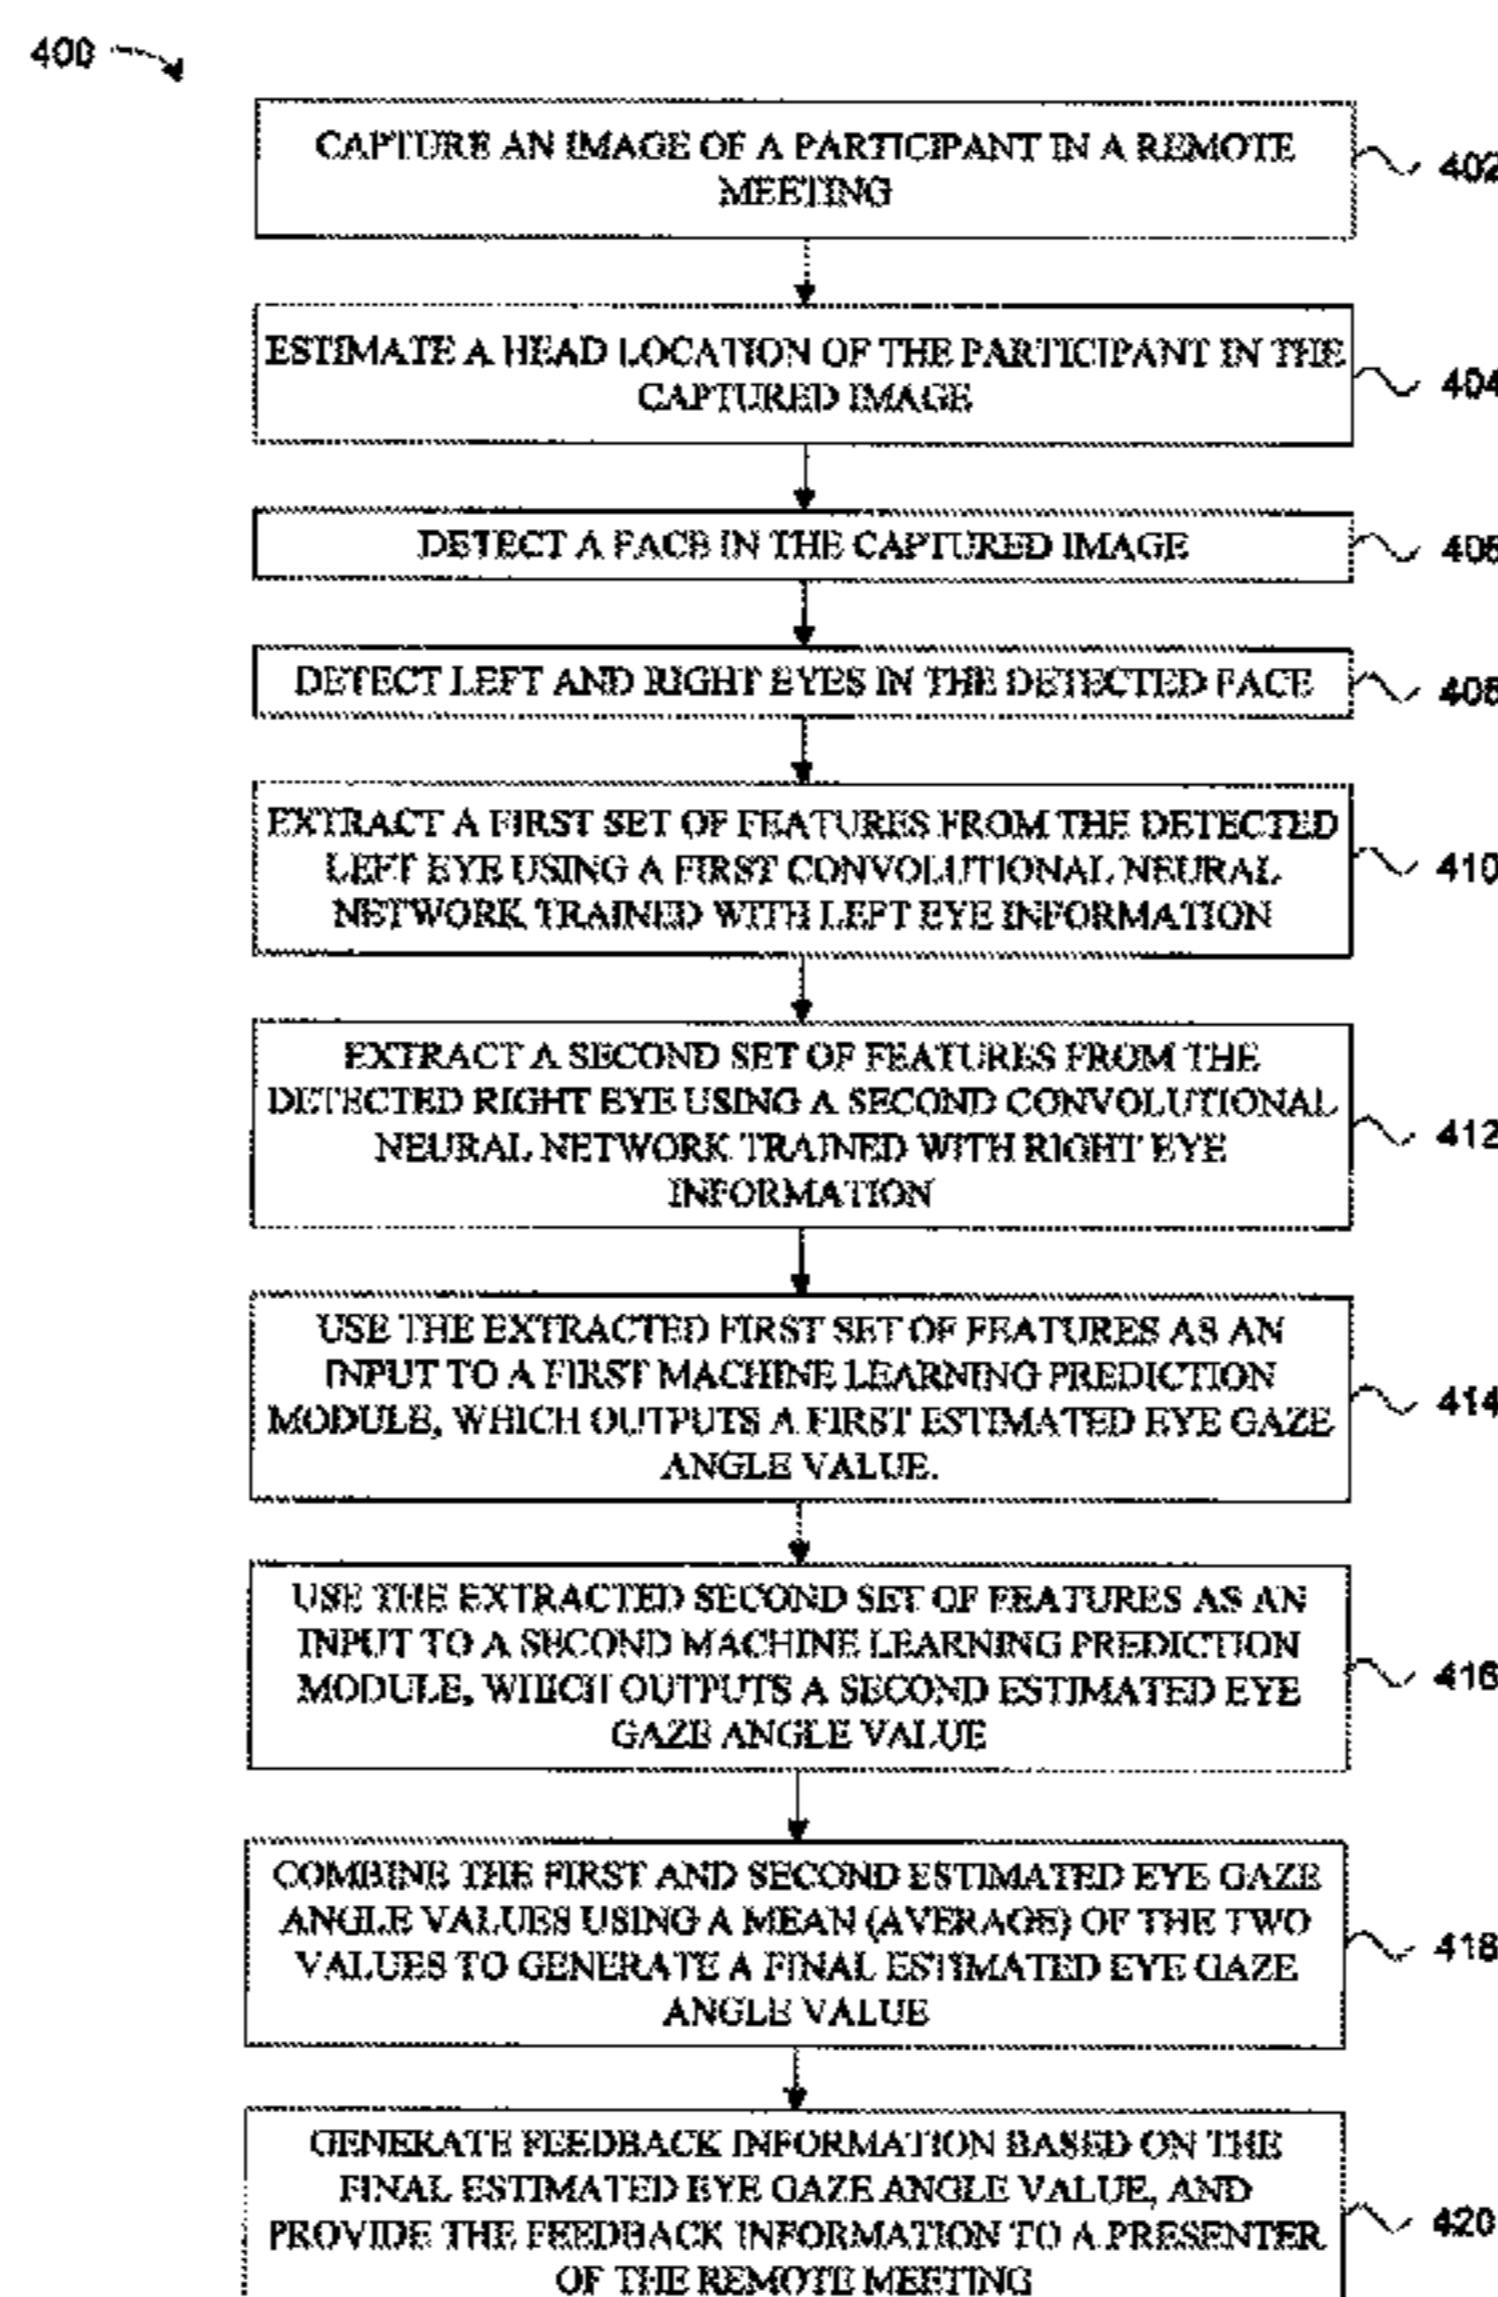 400
CAPTURE AN IMAGE OF A PARTICIPANT IN A REMOTE
MEETING
402
ESTIMATE A HEAD LOCATION OF THE PARTICIPANT IN THE
CAPTURED IMAGE
404
DETECT A FACE IN THE CAPTURED IMAGE
406
DETECT LEFT AND RIGHT EYES IN THE DETECTED FACE
408
EXTRACT A FIRST SET OF FEATURES FROM THE DETECTED
LEFT EYE USING A FIRST CONVOLUTIONAL NEURAL
NETWORK TRAINED WITH LEFT EYE INFORMATION
410
EXTRACT A SECOND SET OF FEATURES FROM THE
DETECTED RIGHT EYE USING A SECOND CONVOLUTIONAL
NEURAL NETWORK TRAINED WITH RIGHT EYE
INFORMATION
412
USE THE EXTRACTED FIRST SET OF FEATURES AS AN
INPUT TO A FIRST MACHINE LEARNING PREDICTION
MODULE, WHICH OUTPUTS A FIRST ESTIMATED EYE GAZE
ANGLE VALUE.
414
USE THE EXTRACTED SECOND SET OF FEATURES AS AN
INPUT TO A SECOND MACHINE LEARNING PREDICTION
MODULE, WHICH OUTPUTS A SECOND ESTIMATED EYE
GAZE ANGLE VALUE
416
COMBINE THE FIRST AND SECOND ESTIMATED EYE GAZE
ANGLE VALUES USING A MEAN (AVERAGE) OF THE TWO
VALUES TO GENERATE A FINAL ESTIMATED EYE GAZE
ANGLE VALUE
418
GENERATE FEEDBACK INFORMATION BASED ON THE
FINAL ESTIMATED EYE GAZE ANGLE VALUE, AND
PROVIDE THE FEEDBACK INFORMATION TO A PRESENTER
OF THE REMOTE MEETING
420